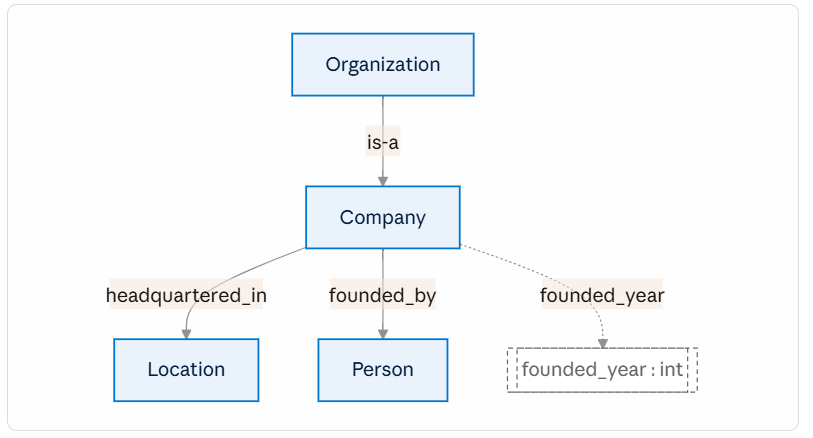 Organization
is-a
Company
headquartered_in
founded_by
founded_year
Location
Person
founded_year : int